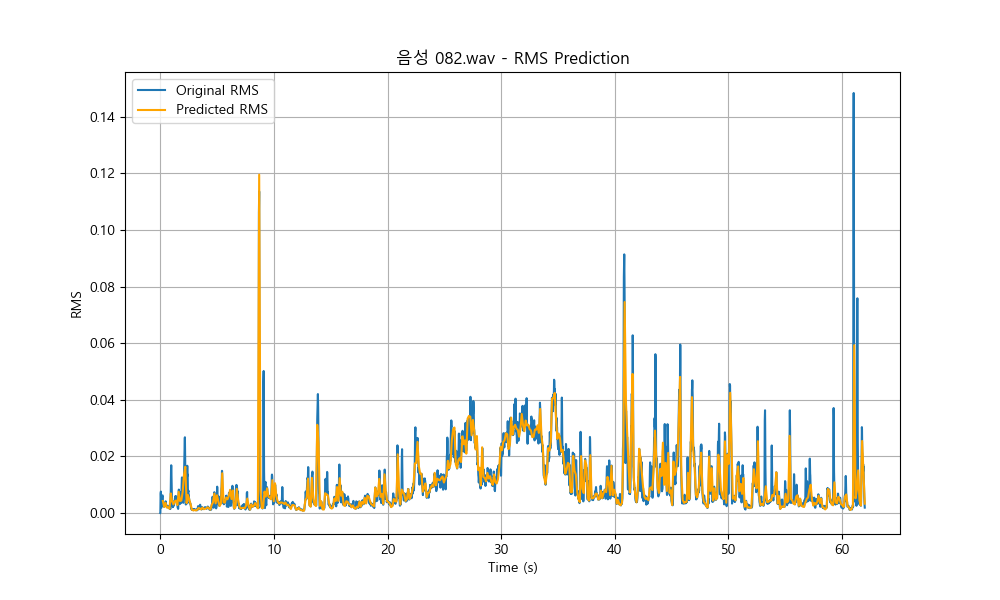 음성 082.wav - RMS Prediction
Original RMS
Predicted RMS
RMS
0.14
0.12
0.10
0.08
0.06
0.04
0.02
0.00
0 10 20 30 40 50 60
Time (s)